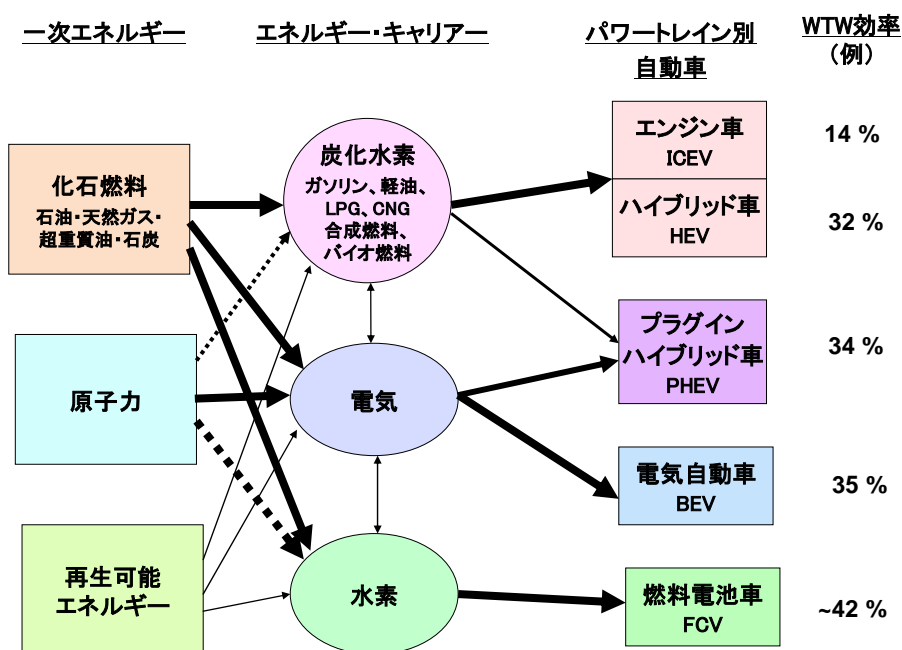 一次エネルギー
エネルギー・キャリアー
パワートレイン別
自動車
WTW効率
（例）
化石燃料
石油・天然ガス・
超重質油・石炭
原子力
再生可能
エネルギー
炭化水素
ガソリン、軽油、
LPG、CNG
合成燃料、
バイオ燃料
電気
水素
エンジン車
ICEV
14 %
ハイブリッド車
HEV
32 %
プラグイン
ハイブリッド車
PHEV
34 %
電気自動車
BEV
35 %
燃料電池車
FCV
~42 %